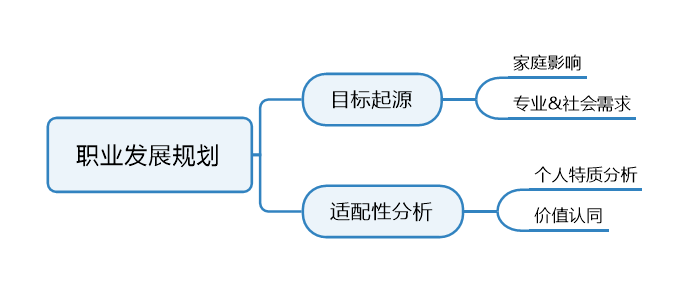 职业发展规划
目标起源
家庭影响
专业&社会需求
适配性分析
个人特质分析
价值认同